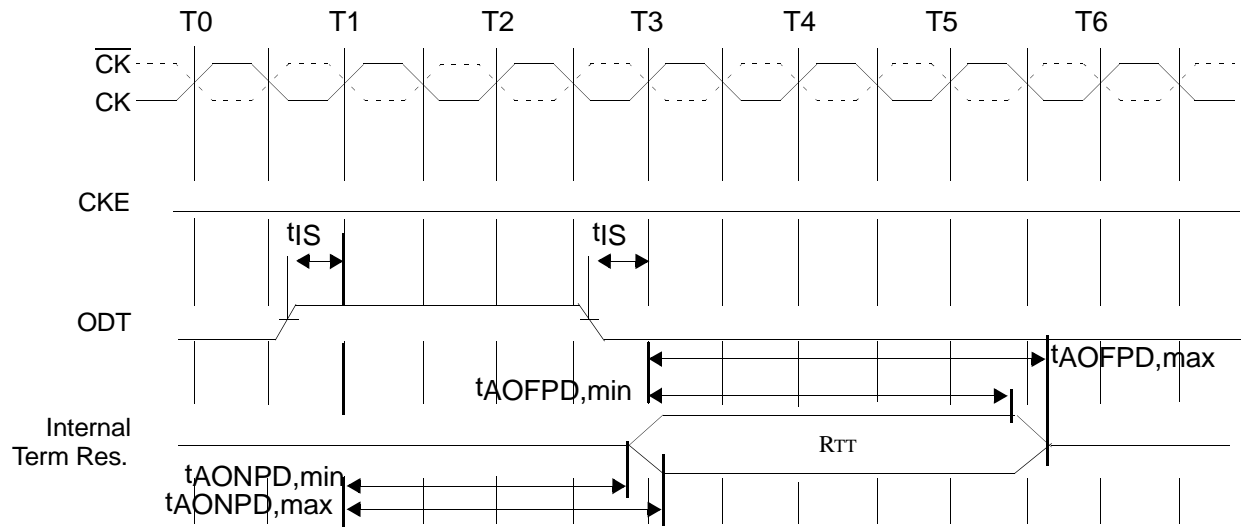 T0 T1 T2 T3 T4 T5 T6
CK
CK
CKE
tIS tIS
ODT
tAOFPD,max
tAOFPD,min
Internal
Term Res.
RTT
tAONPD,min
tAONPD,max